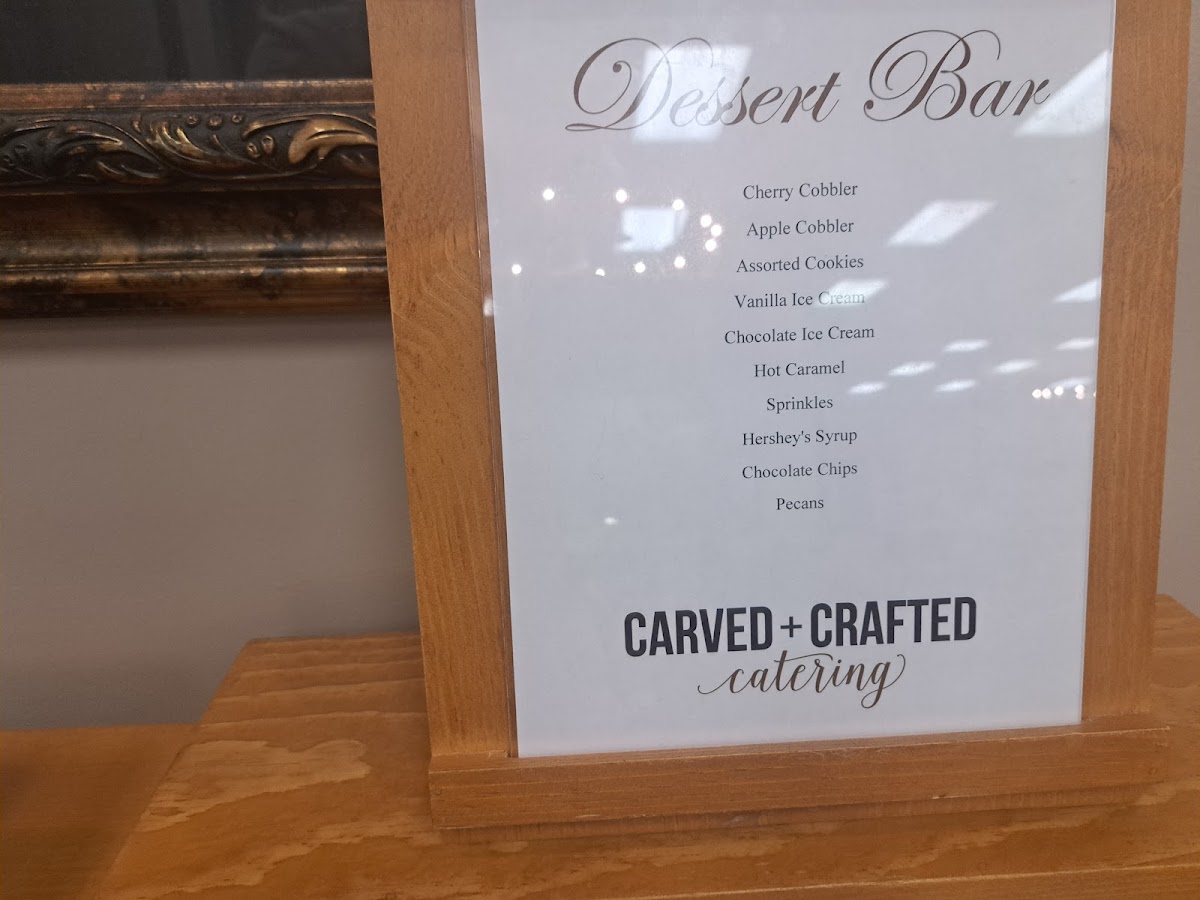 Dessert Bar
Cherry Cobbler
Apple Cobbler
Assorted Cookies
Vanilla Ice Cream
Chocolate Ice Cream
Hot Caramel
Sprinkles
Hershey's Syrup
Chocolate Chips
Pecans
CARVED + CRAFTED
catering